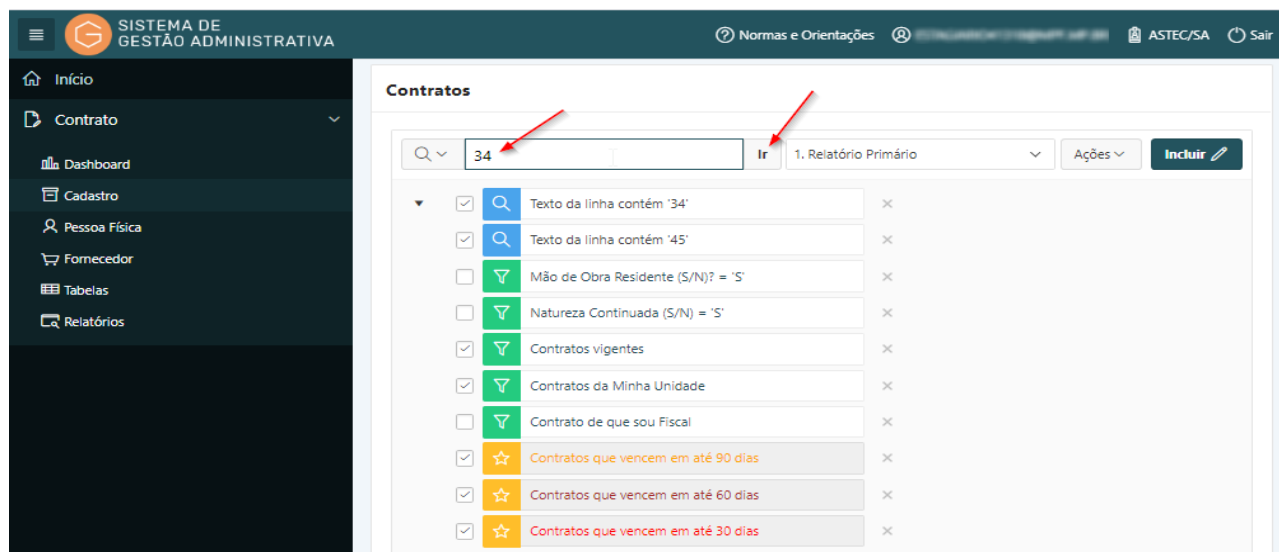 SISTEMA DE
GESTÃO ADMINISTRATIVA
Normas e Orientações
ASTEC/SA
Sair
Início
Contrato
Dashboard
Cadastro
Pessoa Física
Fornecedor
Tabelas
Relatórios
Contratos
34
Ir
1. Relatório Primário
Ações
Incluir
Texto da linha contém '34'
Texto da linha contém '45'
Mão de Obra Residente (S/N)? = 'S'
Natureza Continuada (S/N) = 'S'
Contratos vigentes
Contratos da Minha Unidade
Contrato de que sou Fiscal
Contratos que vencem em até 90 dias
Contratos que vencem em até 60 dias
Contratos que vencem em até 30 dias